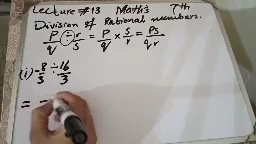 Lecture #13 Maths 7th
Division of Rational numbers.
p/q ÷ r/s = p/q × s/r = ps/qr
(i) -8/3 ÷ 16/3
= -